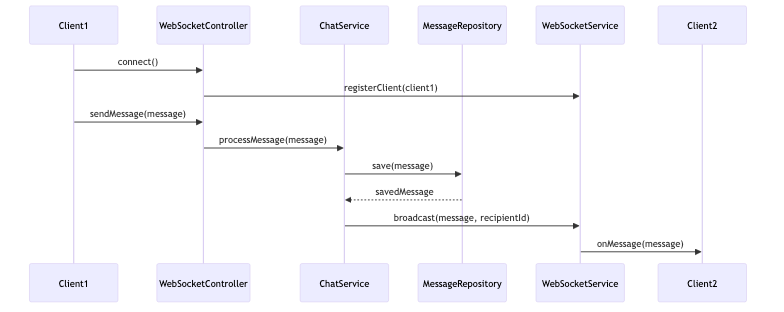 Client1
WebSocketController
ChatService
MessageRepository
WebSocketService
Client2
connect()
registerClient(client1)
sendMessage(message)
processMessage(message)
save(message)
savedMessage
broadcast(message, recipientId)
onMessage(message)
Client1
WebSocketController
ChatService
MessageRepository
WebSocketService
Client2